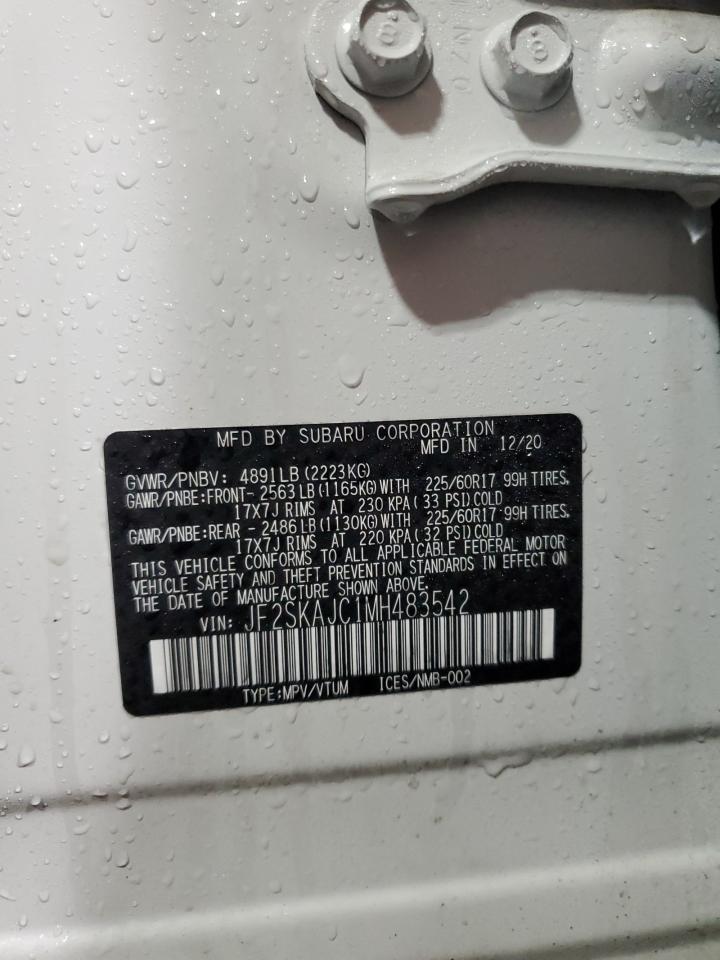 8
8
MFD BY SUBARU CORPORATION
MFD IN 12/20
GVWR/PNBV: 4891LB (2223KG)
GAWR/PNBE:FRONT- 2563 LB (1165KG)WITH 225/60R17 99H TIRES,
17X7J RIMS AT 230 KPA ( 33 PSI)COLD
GAWR/PNBE:REAR - 2486 LB (1130KG)WITH 225/60R17 99H TIRES,
17X7J RIMS AT 220 KPA ( 32 PSI)COLD
THIS VEHICLE CONFORMS TO ALL APPLICABLE FEDERAL MOTOR
VEHICLE SAFETY AND THEFT PREVENTION STANDARDS IN EFFECT ON
THE DATE OF MANUFACTURE SHOWN ABOVE.
VIN: JF2SKAJC1MH483542
TYPE:MPV/VTUM ICES/NMB-002